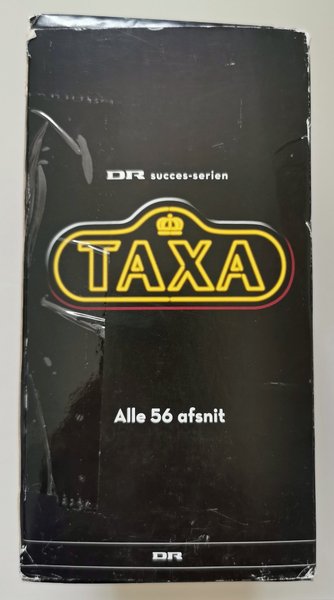 DR succes-serien
TAXA
Alle 56 afsnit
DR